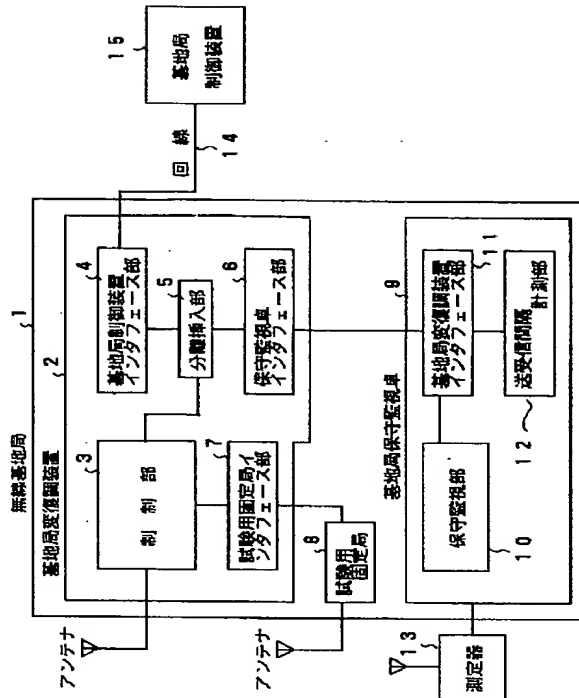 無線基地局
1
基地局変復調装置
2
アンテナ
3
制御部
基地局制御装置
インタフェース部
4
分離挿入部
5
保守監視卓
インタフェース部
6
試験用固定局イ
ンタフェース部
7
アンテナ
試験用
固定局
8
回線
14
基地局
制御装置
15
基地局保守監視卓
9
保守監視部
10
基地局変復調装置
インタフェース部
11
送受信間隔
計測部
12
測定器
13